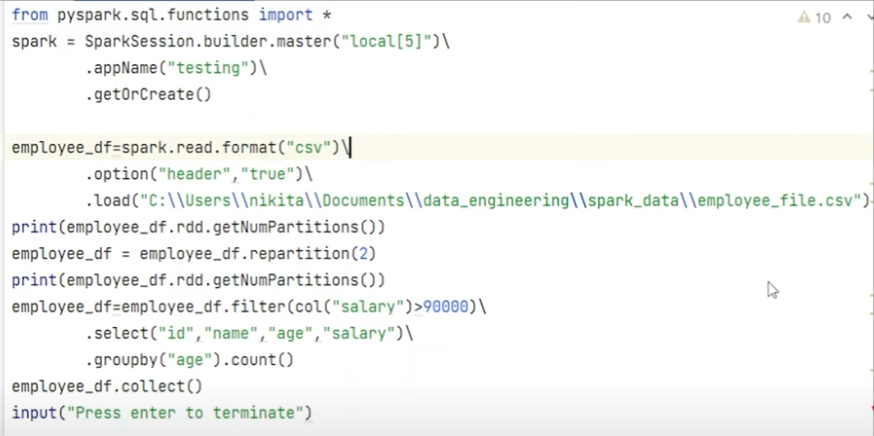 from pyspark.sql.functions import *
10
spark = SparkSession.builder.master("local[5]")\
.appName("testing")\
.getOrCreate()
employee_df=spark.read.format("csv")\
.option("header","true")\
.load("C:\\Users\\nikita\\Documents\\data_engineering\\spark_data\\employee_file.csv")
print(employee_df.rdd.getNumPartitions())
employee_df = employee_df.repartition(2)
print(employee_df.rdd.getNumPartitions())
employee_df=employee_df.filter(col("salary")>90000)\
.select("id","name","age","salary")\
.groupby("age").count()
employee_df.collect()
input("Press enter to terminate")